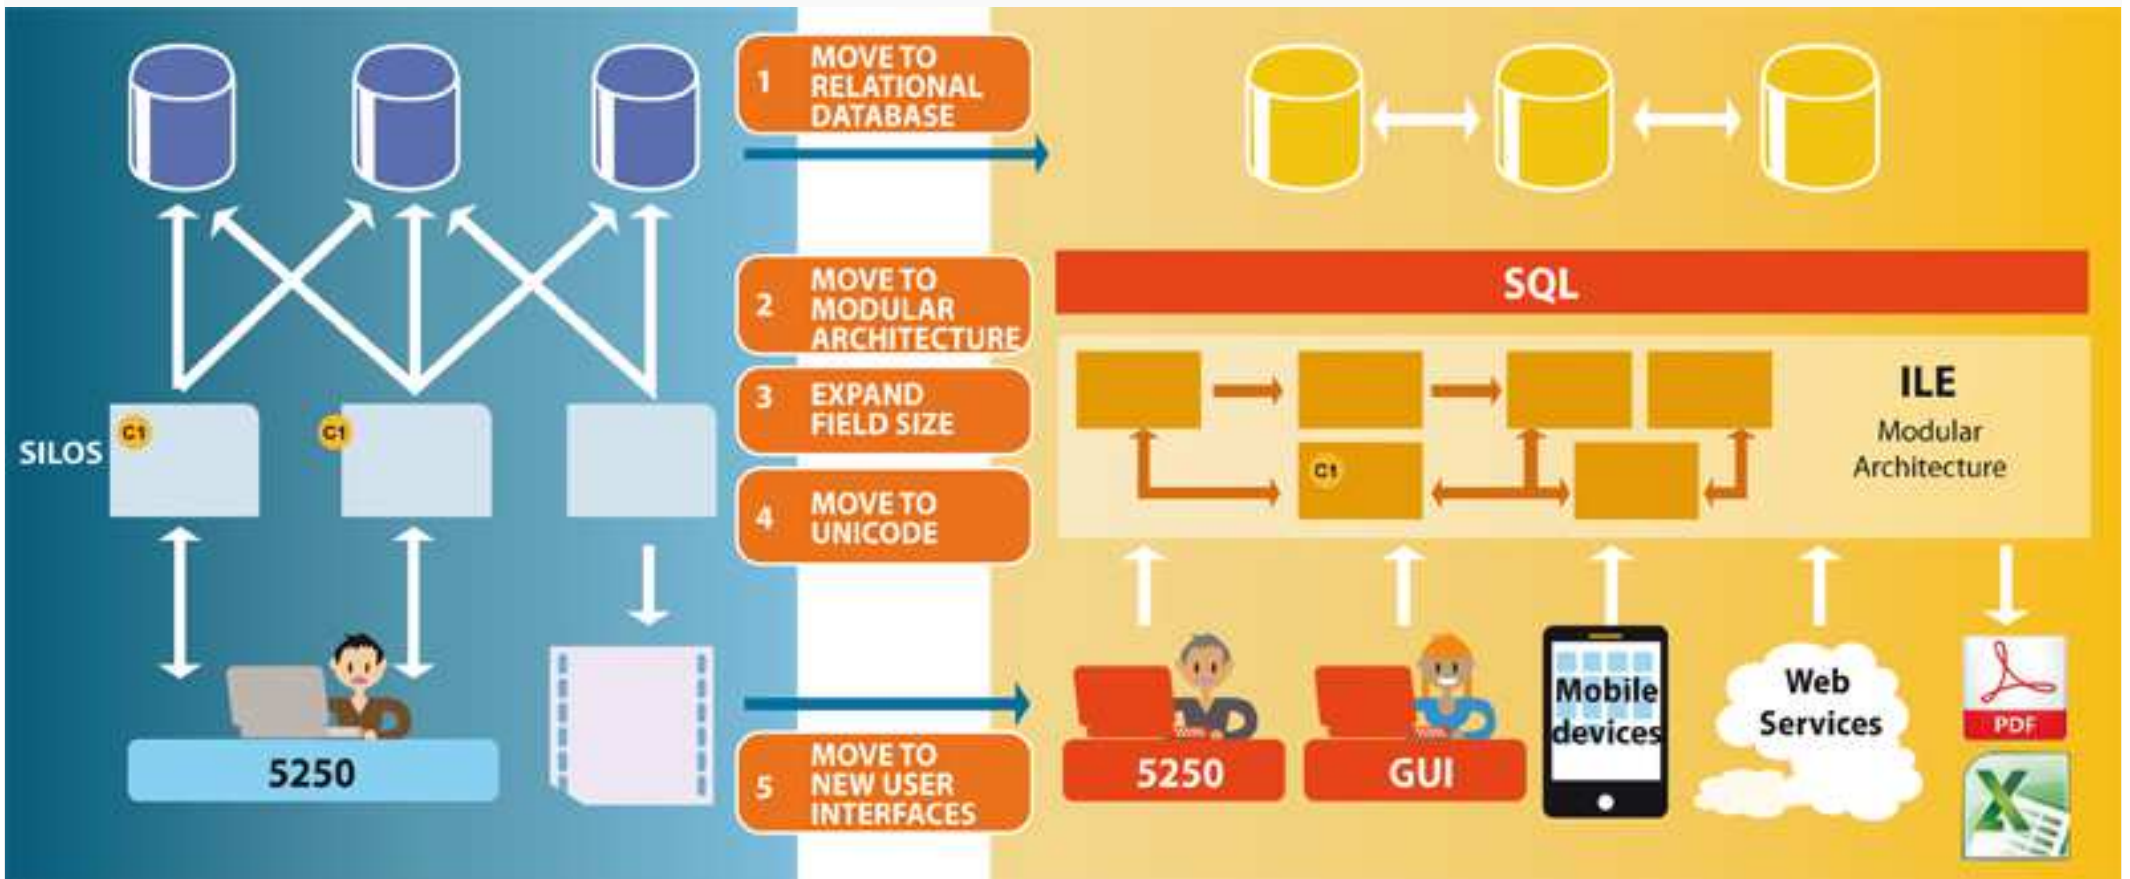 1
MOVE TO
RELATIONAL
DATABASE
2
MOVE TO
MODULAR
ARCHITECTURE
3
EXPAND
FIELD SIZE
4
MOVE TO
UNICODE
5
MOVE TO
NEW USER
INTERFACES
SILOS
C1
C1
5250
SQL
ILE
Modular
Architecture
C1
5250
GUI
Mobile
devices
Web
Services
PDF
X